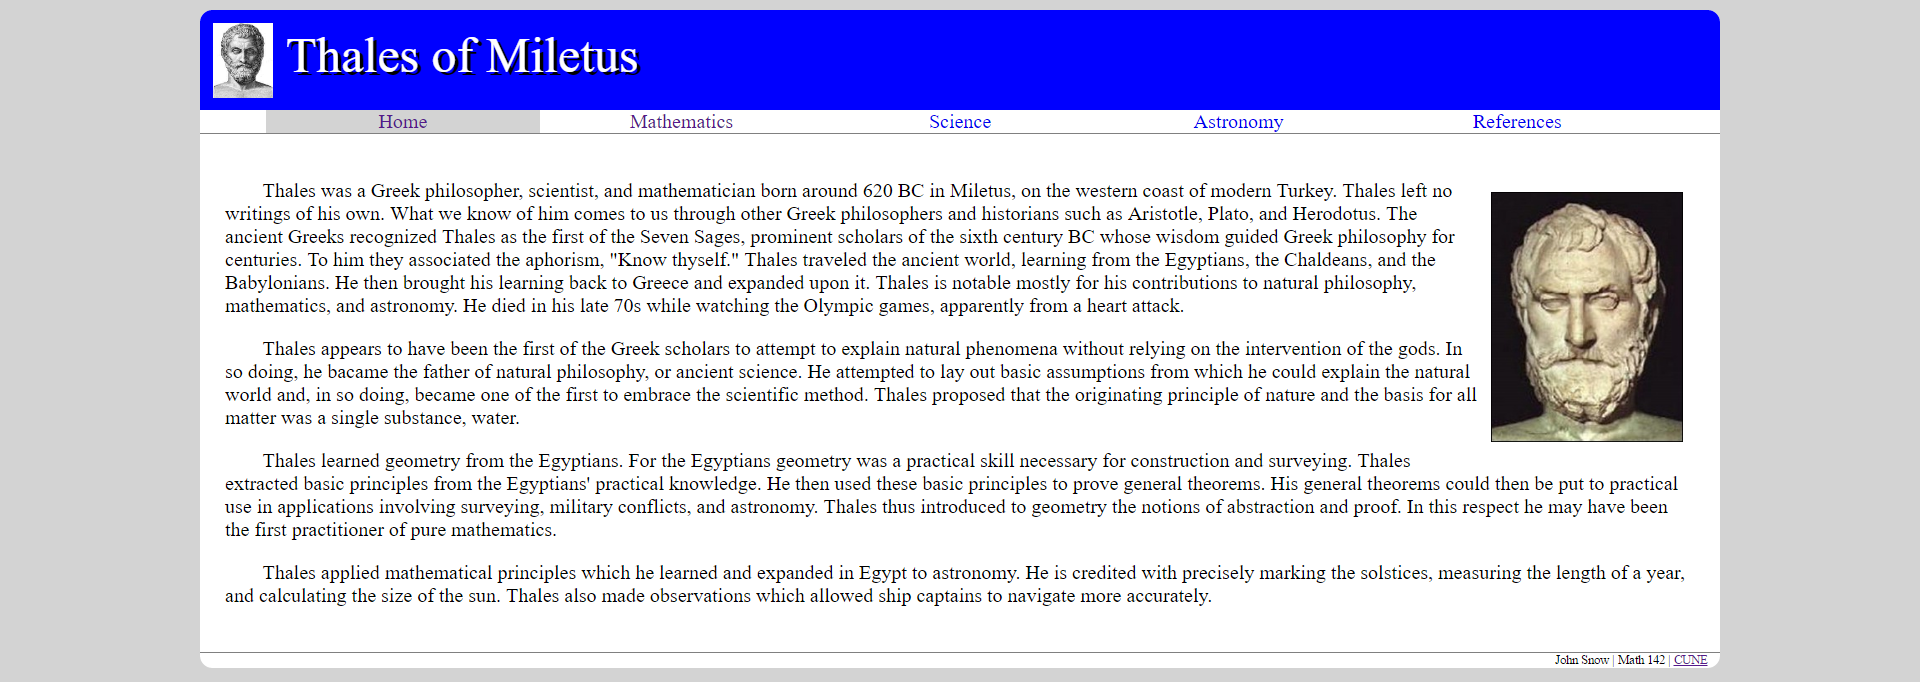 Thales of Miletus
Home Mathematics Science Astronomy References
Thales was a Greek philosopher, scientist, and mathematician born around 620 BC in Miletus, on the western coast of modern Turkey. Thales left no
writings of his own. What we know of him comes to us through other Greek philosophers and historians such as Aristotle, Plato, and Herodotus. The
ancient Greeks recognized Thales as the first of the Seven Sages, prominent scholars of the sixth century BC whose wisdom guided Greek philosophy for
centuries. To him they associated the aphorism, "Know thyself." Thales traveled the ancient world, learning from the Egyptians, the Chaldeans, and the
Babylonians. He then brought his learning back to Greece and expanded upon it. Thales is notable mostly for his contributions to natural philosophy,
mathematics, and astronomy. He died in his late 70s while watching the Olympic games, apparently from a heart attack.
Thales appears to have been the first of the Greek scholars to attempt to explain natural phenomena without relying on the intervention of the gods. In
so doing, he bacame the father of natural philosophy, or ancient science. He attempted to lay out basic assumptions from which he could explain the natural
world and, in so doing, became one of the first to embrace the scientific method. Thales proposed that the originating principle of nature and the basis for all
matter was a single substance, water.
Thales learned geometry from the Egyptians. For the Egyptians geometry was a practical skill necessary for construction and surveying. Thales
extracted basic principles from the Egyptians' practical knowledge. He then used these basic principles to prove general theorems. His general theorems could then be put to practical
use in applications involving surveying, military conflicts, and astronomy. Thales thus introduced to geometry the notions of abstraction and proof. In this respect he may have been
the first practitioner of pure mathematics.
Thales applied mathematical principles which he learned and expanded in Egypt to astronomy. He is credited with precisely marking the solstices, measuring the length of a year,
and calculating the size of the sun. Thales also made observations which allowed ship captains to navigate more accurately.
John Snow | Math 142 | CUNE